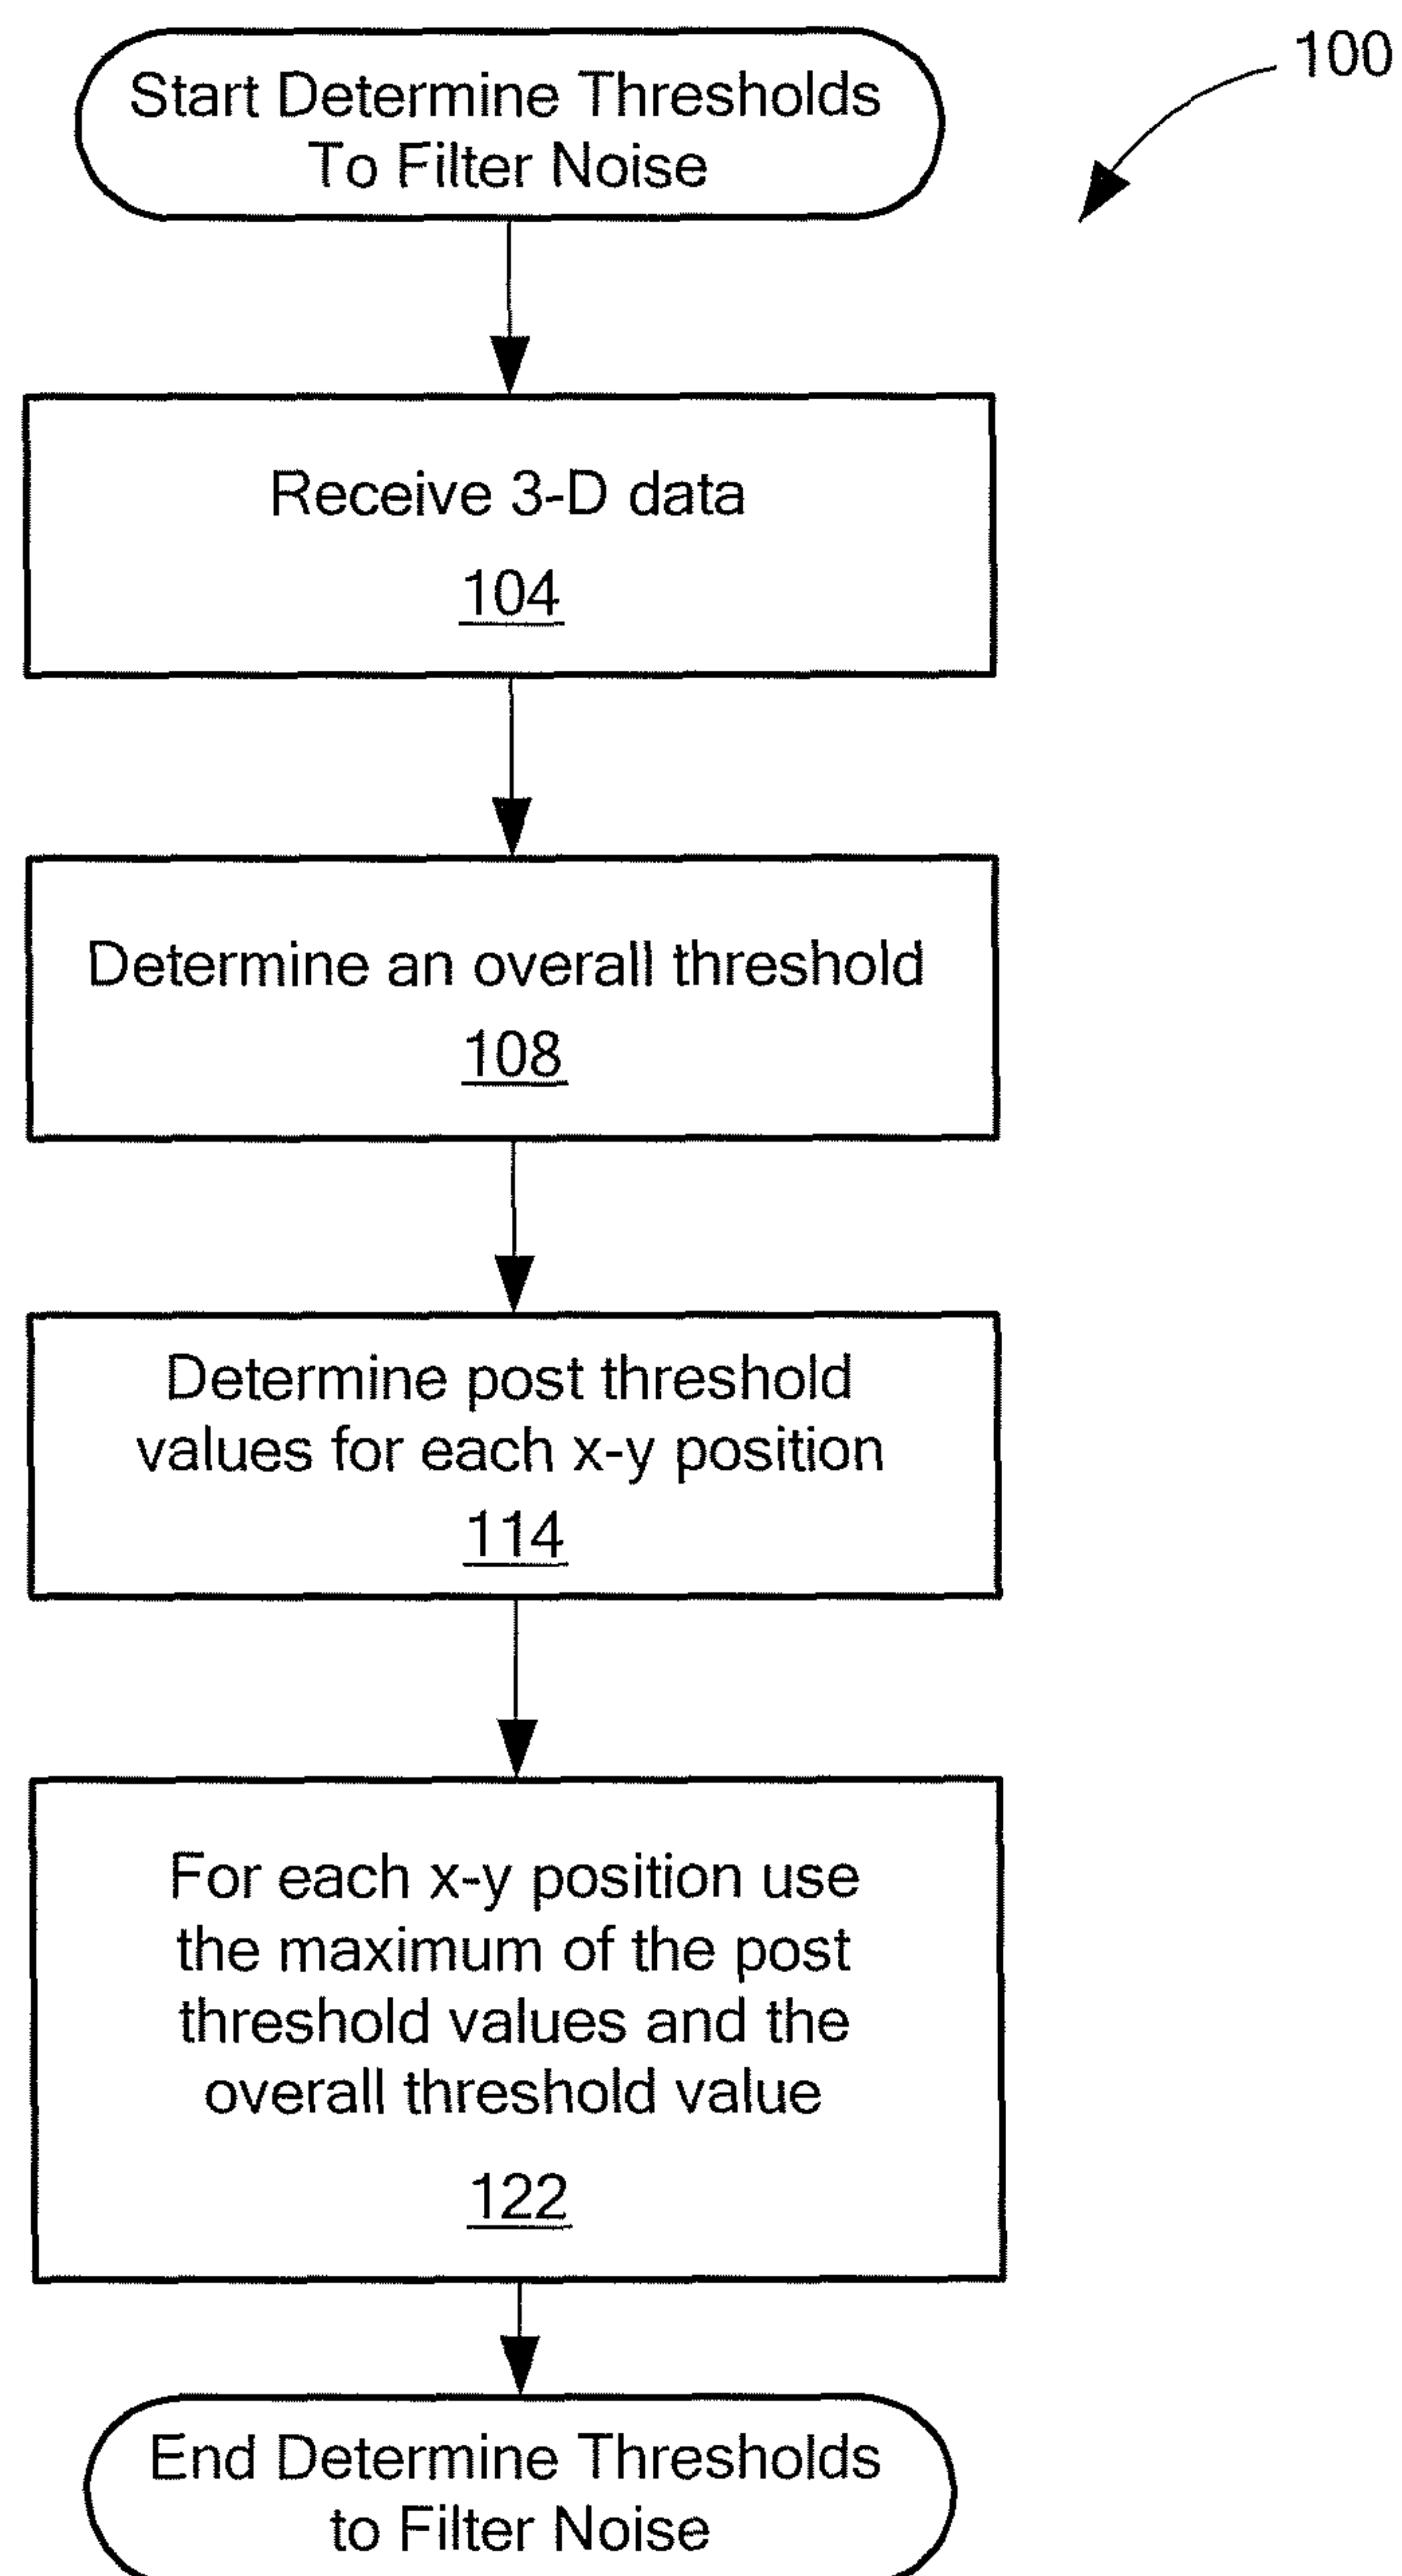 100
Start Determine Thresholds
To Filter Noise
Receive 3-D data
104
Determine an overall threshold
108
Determine post threshold
values for each x-y position
114
For each x-y position use
the maximum of the post
threshold values and the
overall threshold value
122
End Determine Thresholds
to Filter Noise